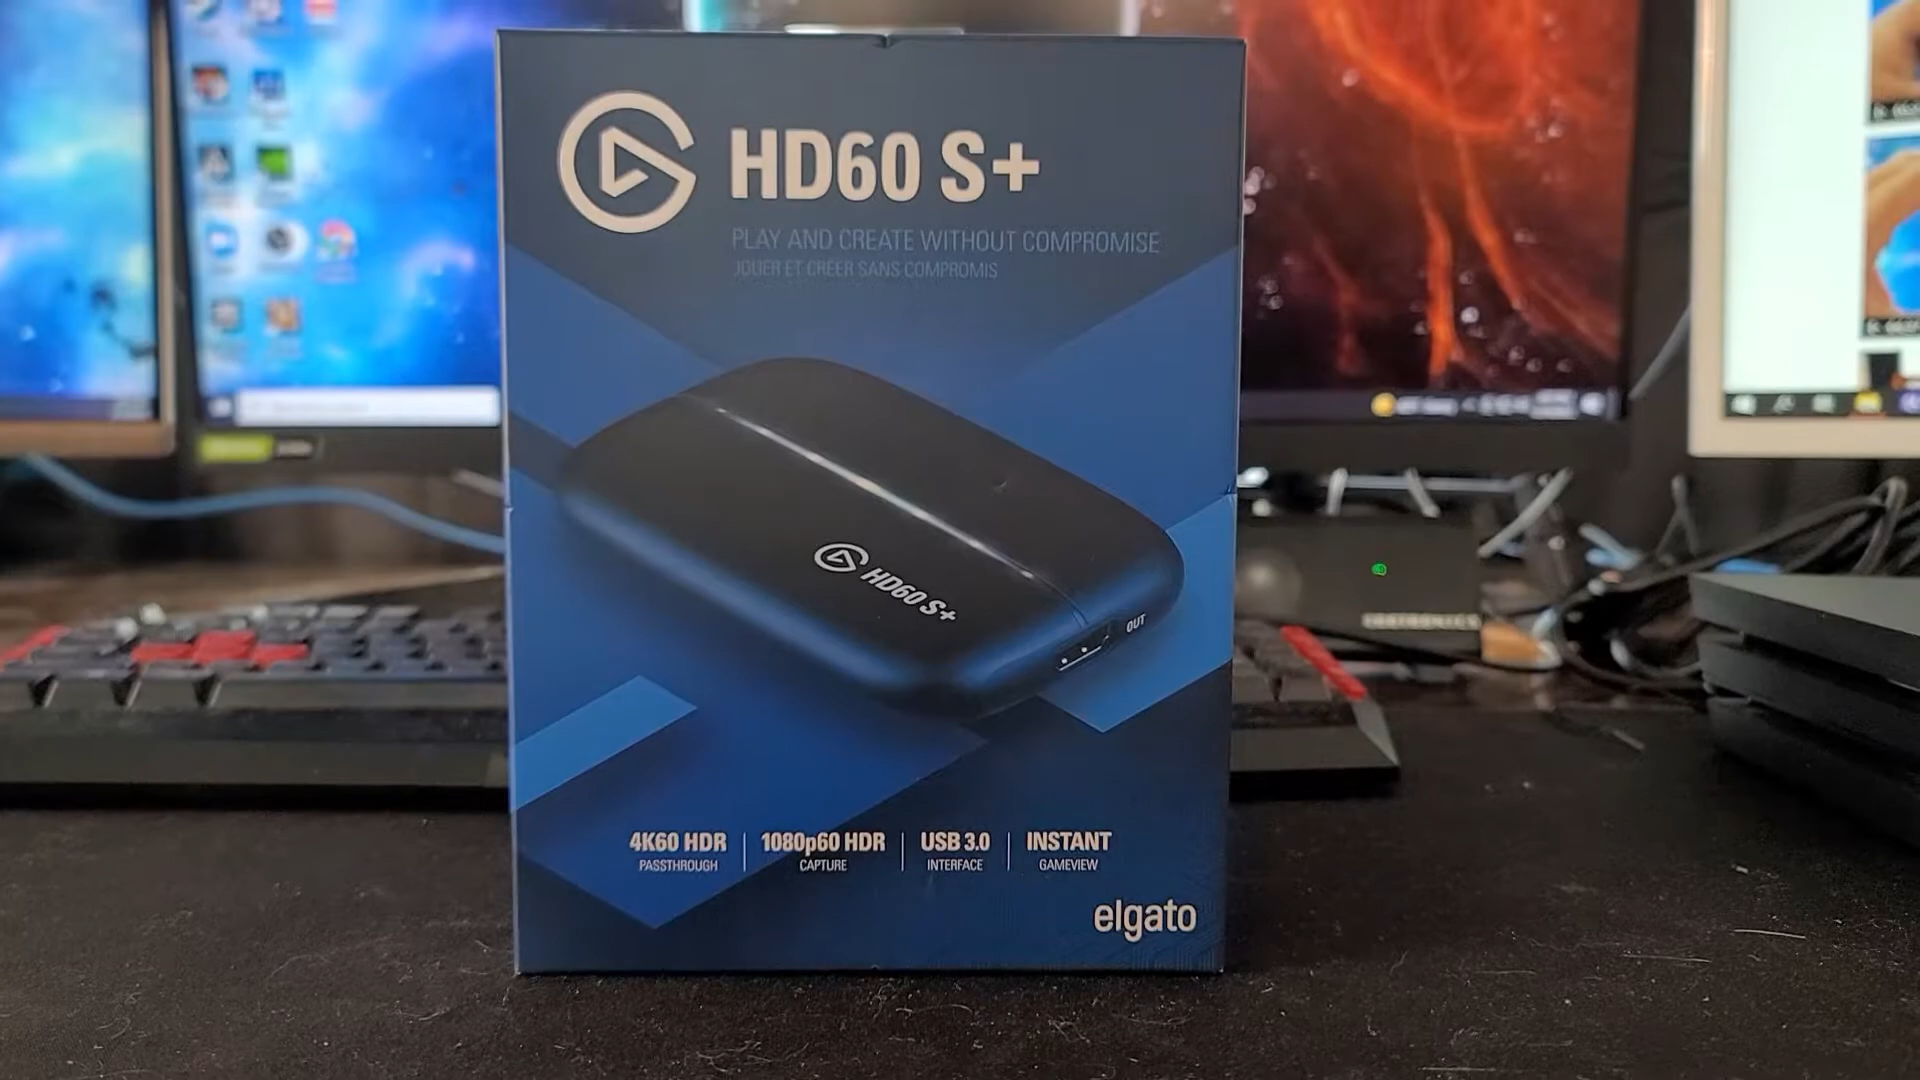 HD60 S+
PLAY AND CREATE WITHOUT COMPROMISE
JOUER ET CRÉER SANS COMPROMIS
HD60 S+
OUT
4K60 HDR
PASSTHROUGH
1080p60 HDR
CAPTURE
USB 3.0
INTERFACE
INSTANT
GAMEVIEW
elgato